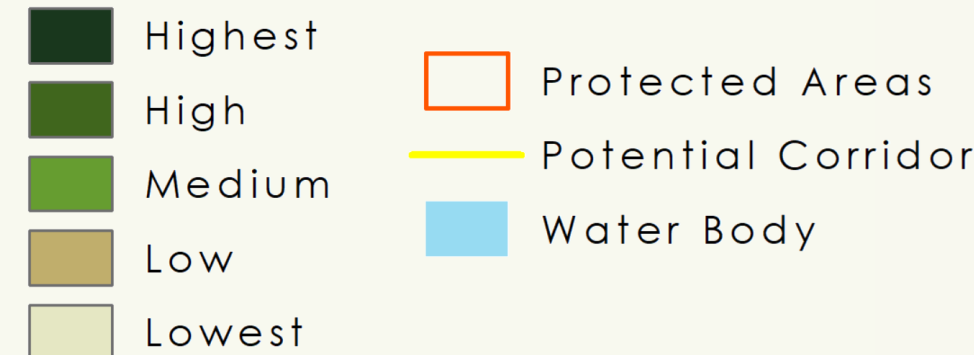 Highest
High
Medium
Low
Lowest
Protected Areas
Potential Corridor
Water Body